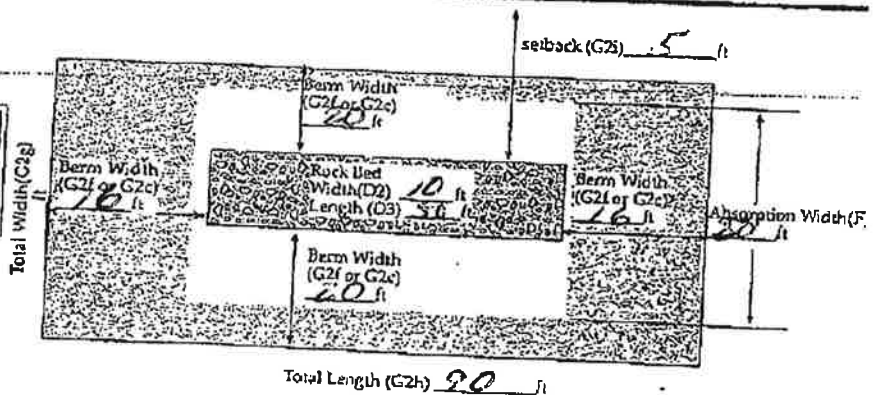 setback (G2i) .5 ft
Berm Width
(G2f or G2c)
20 ft
Total Width (G2g)
ft
Berm Width
(G2f or G2c)
16 ft
Rock Bed
Width (D2) 10 ft
Length (D3) ft
Berm Width
(G2f or G2c)
16 ft
Absorption Width (F
20 ft
Berm Width
(G2f or G2c)
20 ft
Total Length (G2h) 90 ft